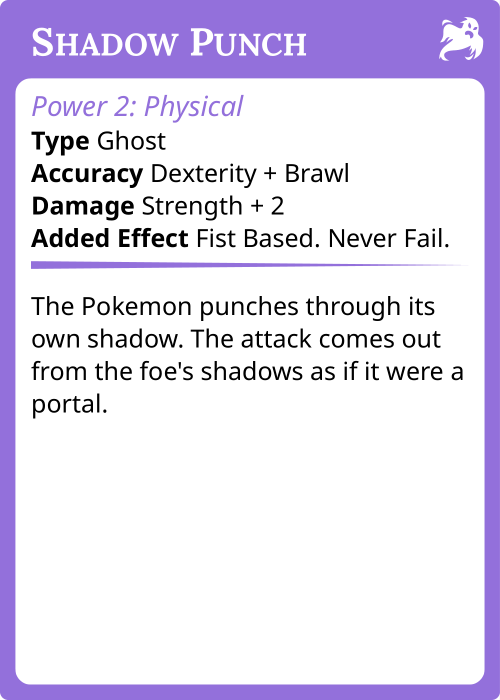 Shadow Punch
Power 2: Physical
Type Ghost
Accuracy Dexterity + Brawl
Damage Strength + 2
Added Effect Fist Based. Never Fail.
The Pokemon punches through its
own shadow. The attack comes out
from the foe's shadows as if it were a
portal.